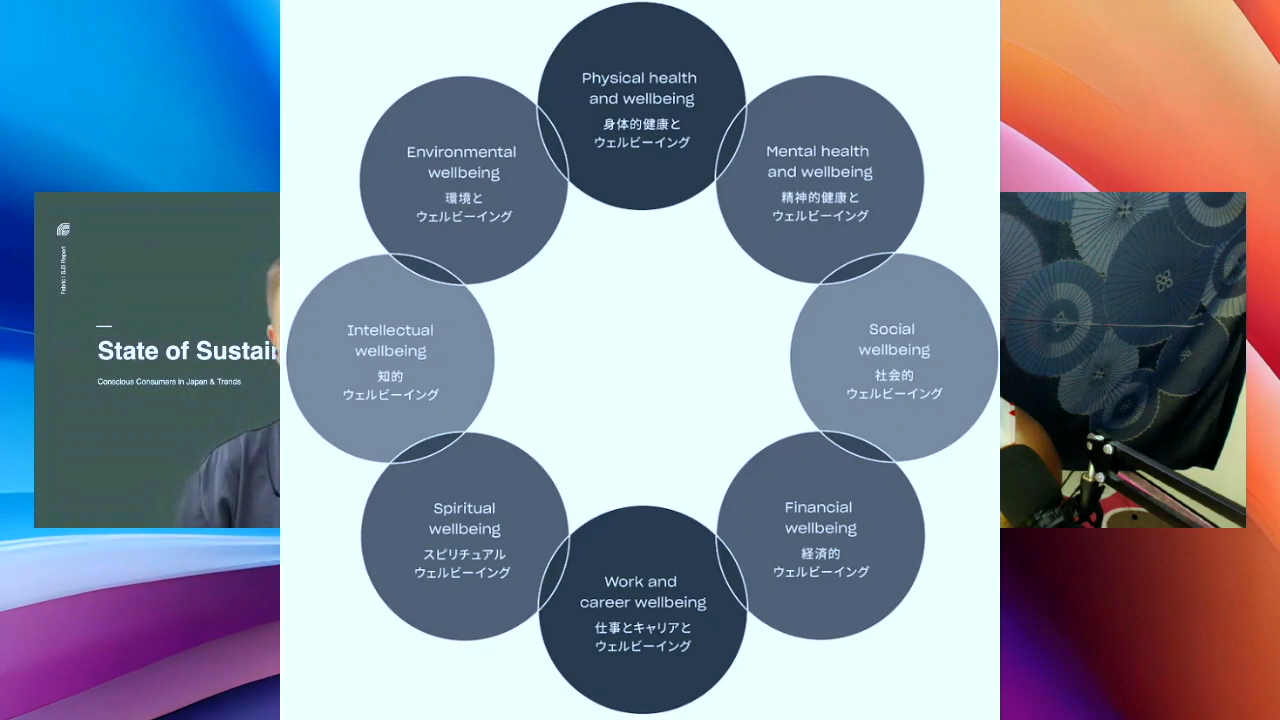 Physical health
and wellbeing
身体的健康と
ウェルビーイング
Environmental
wellbeing
環境と
ウェルビーイング
Mental health
and wellbeing
精神的健康と
ウェルビーイング
Intellectual
wellbeing
知的
ウェルビーイング
Social
wellbeing
社会的
ウェルビーイング
Spiritual
wellbeing
スピリチュアル
ウェルビーイング
Financial
wellbeing
経済的
ウェルビーイング
Work and
career wellbeing
仕事とキャリアと
ウェルビーイング
Fabric | SJG Report
State of Sustai
Conscious Consumers in Japan & Trends